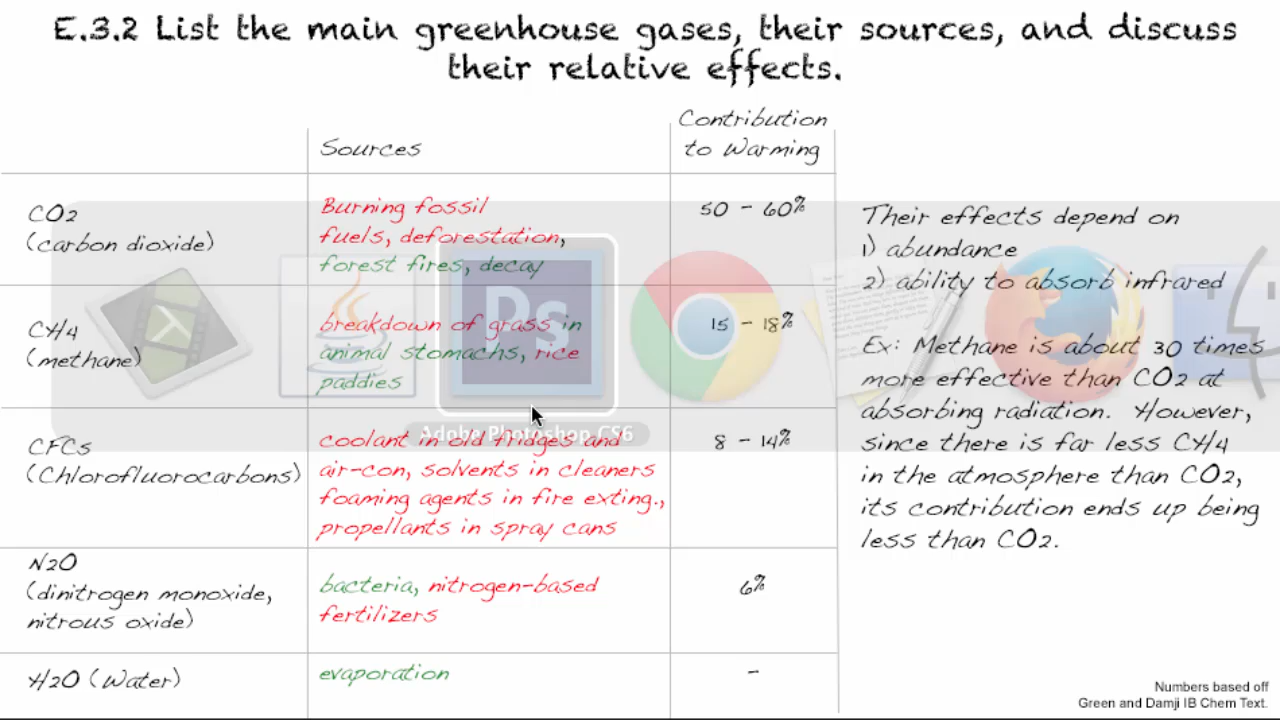 E.3.2 List the main greenhouse gases, their sources, and discuss
their relative effects.
Sources
Contribution
to Warming
CO2
(carbon dioxide)
Burning fossil
fuels, deforestation,
forest fires, decay
50 - 60%
CH4
(methane)
breakdown of grass in
animal stomachs, rice
paddies
15 - 18%
CFCs
(Chlorofluorocarbons)
coolant in old fridges and
air-con, solvents in cleaners
foaming agents in fire exting.,
propellants in spray cans
8 - 14%
N2O
(dinitrogen monoxide,
nitrous oxide)
bacteria, nitrogen-based
fertilizers
6%
H2O (Water)
evaporation
-
Their effects depend on
1) abundance
2) ability to absorb infrared
Ex: Methane is about 30 times
more effective than CO2 at
absorbing radiation. However,
since there is far less CH4
in the atmosphere than CO2,
its contribution ends up being
less than CO2.
Ps
Adobe Photoshop CS6
Numbers based off
Green and Damji IB Chem Text.